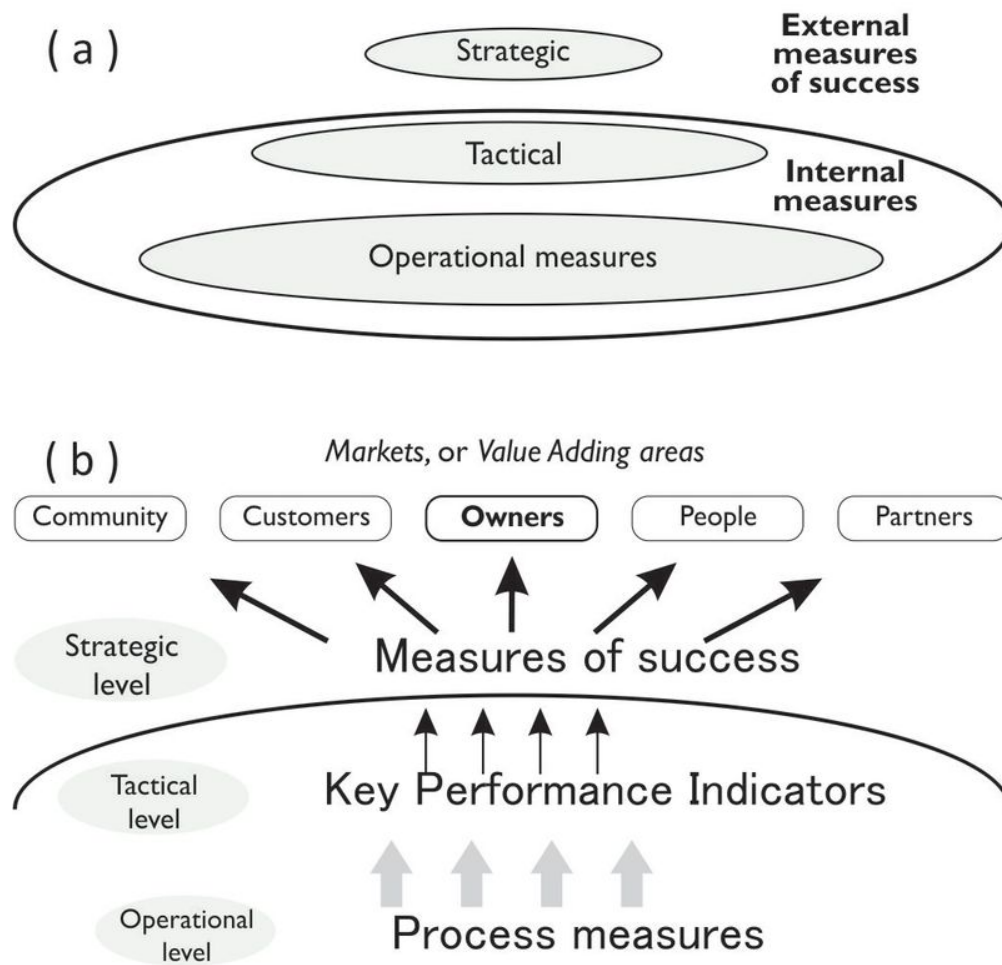 ( a )
Strategic
External
measures
of success
Tactical
Internal
measures
Operational measures
( b )
Markets, or Value Adding areas
Community
Customers
Owners
People
Partners
Strategic
level
Measures of success
Tactical
level
Key Performance Indicators
Operational
level
Process measures